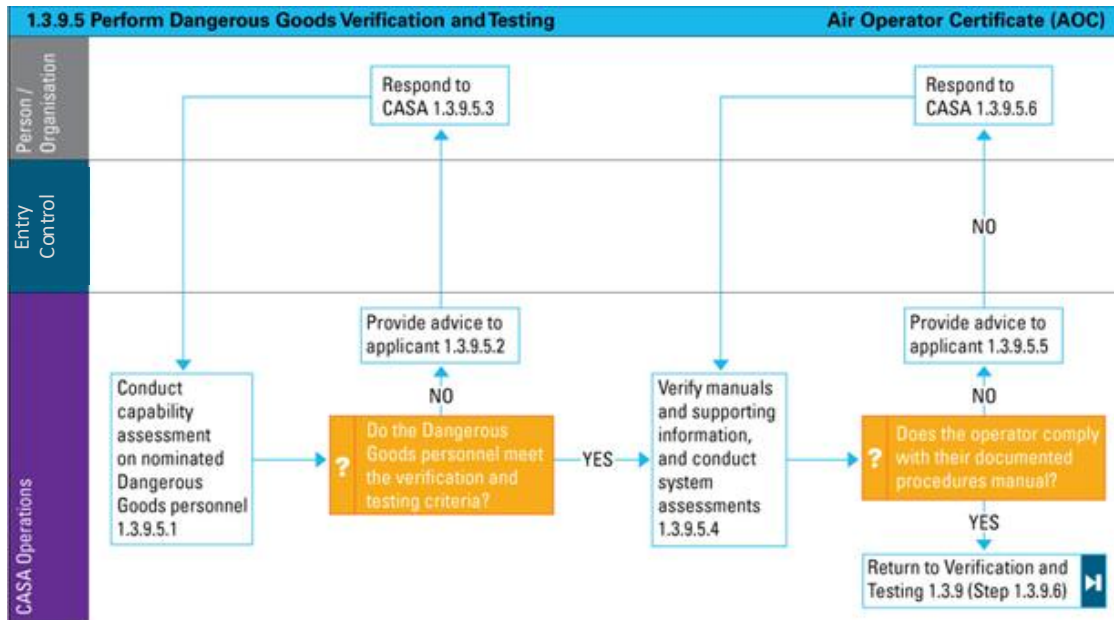 1.3.9.5 Perform Dangerous Goods Verification and Testing
Air Operator Certificate (AOC)
Person /
Organisation
Respond to
CASA 1.3.9.5.3
Respond to
CASA 1.3.9.5.6
Entry
Control
NO
CASA Operations
Provide advice to
applicant 1.3.9.5.2
Provide advice to
applicant 1.3.9.5.5
Conduct
capability
assessment
on nominated
Dangerous
Goods personnel
1.3.9.5.1
NO
?
Do the Dangerous
Goods personnel meet
the verification and
testing criteria?
YES
Verify manuals
and supporting
information,
and conduct
system
assessments
1.3.9.5.4
NO
?
Does the operator comply
with their documented
procedures manual?
YES
Return to Verification and
Testing 1.3.9 (Step 1.3.9.6)